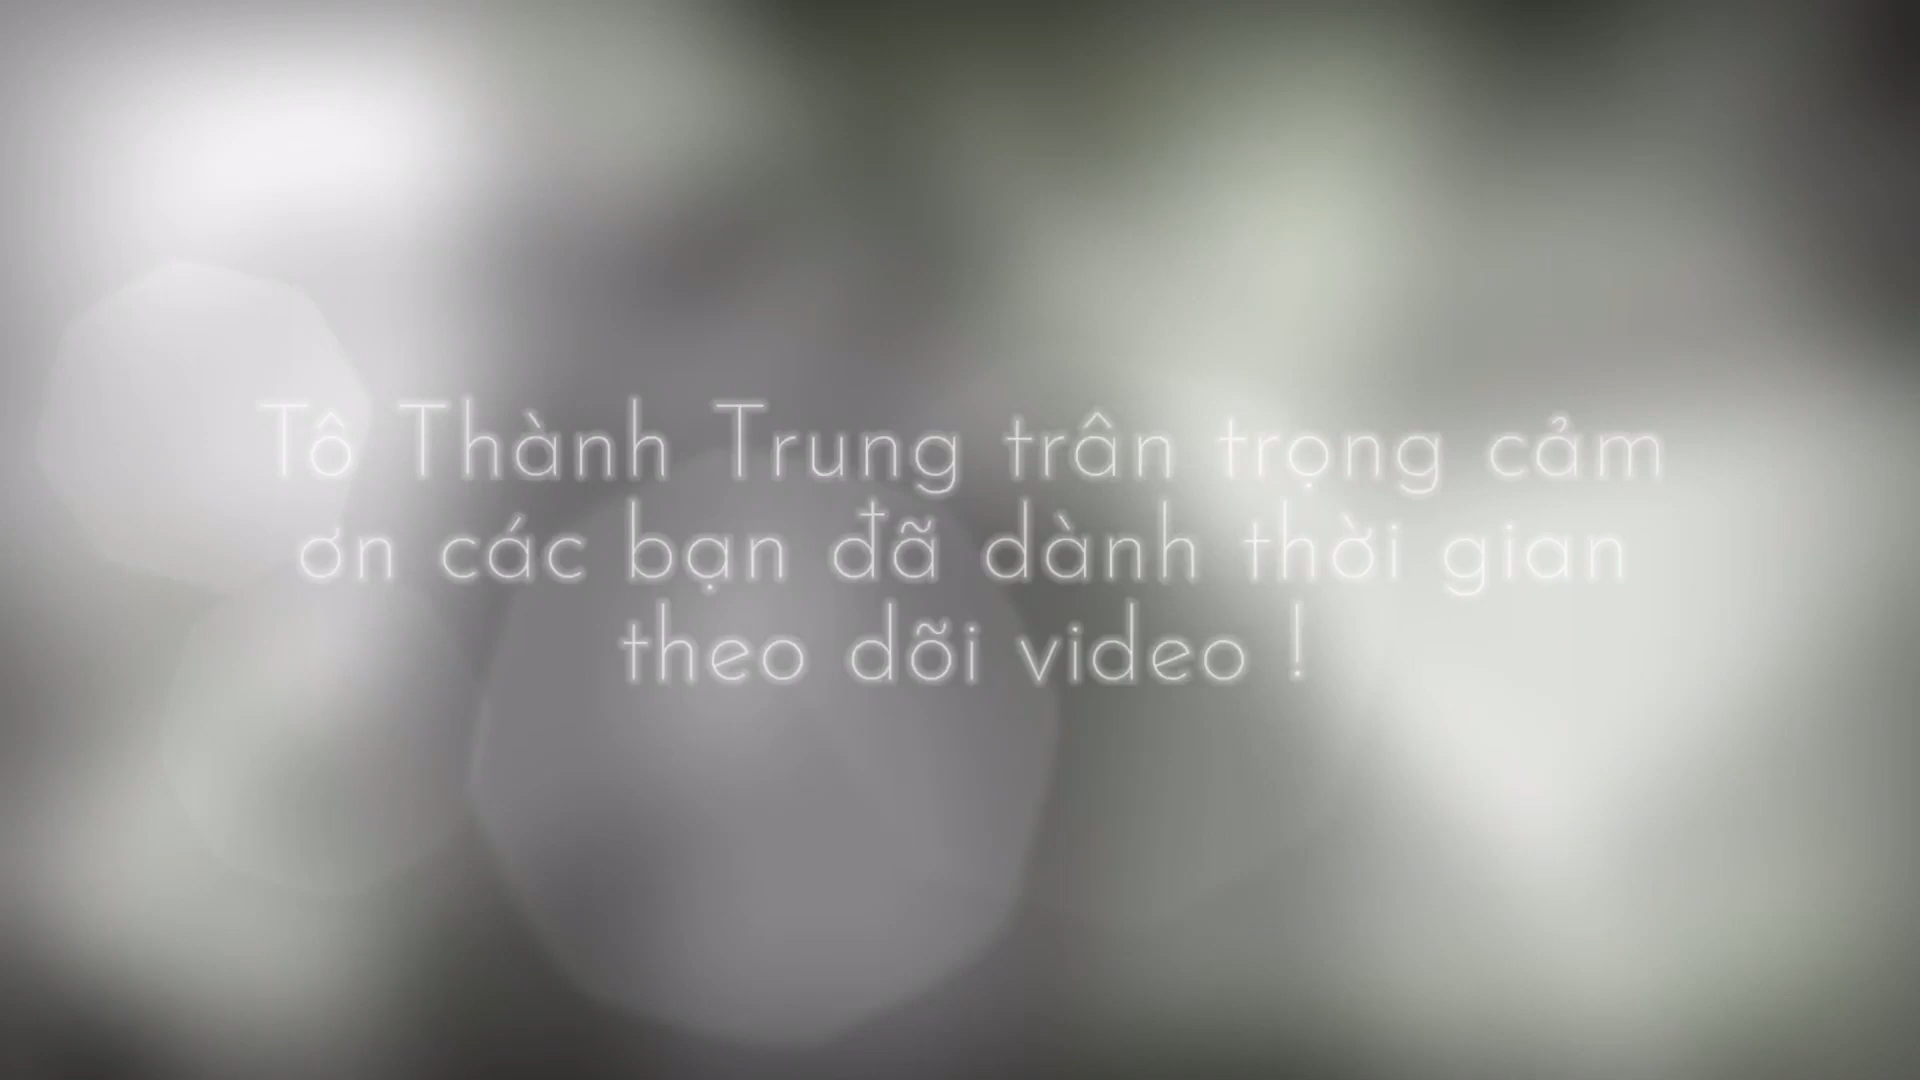 Tô Thành Trung trân trọng cảm
ơn các bạn đã dành thời gian
theo dõi video !